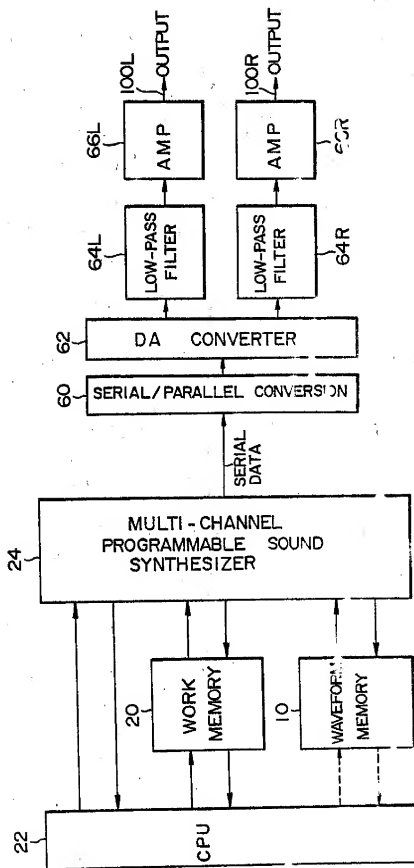 22
CPU
20
WORK
MEMORY
10
WAVEFORM
MEMORY
24
MULTI-CHANNEL
PROGRAMMABLE SOUND
SYNTHESIZER
SERIAL
DATA
60
SERIAL/PARALLEL CONVERSION
62
DA CONVERTER
64L
LOW-PASS
FILTER
LOW-PASS
FILTER
64R
66L
AMP
AMP
100L
OUTPUT
100R
OUTPUT